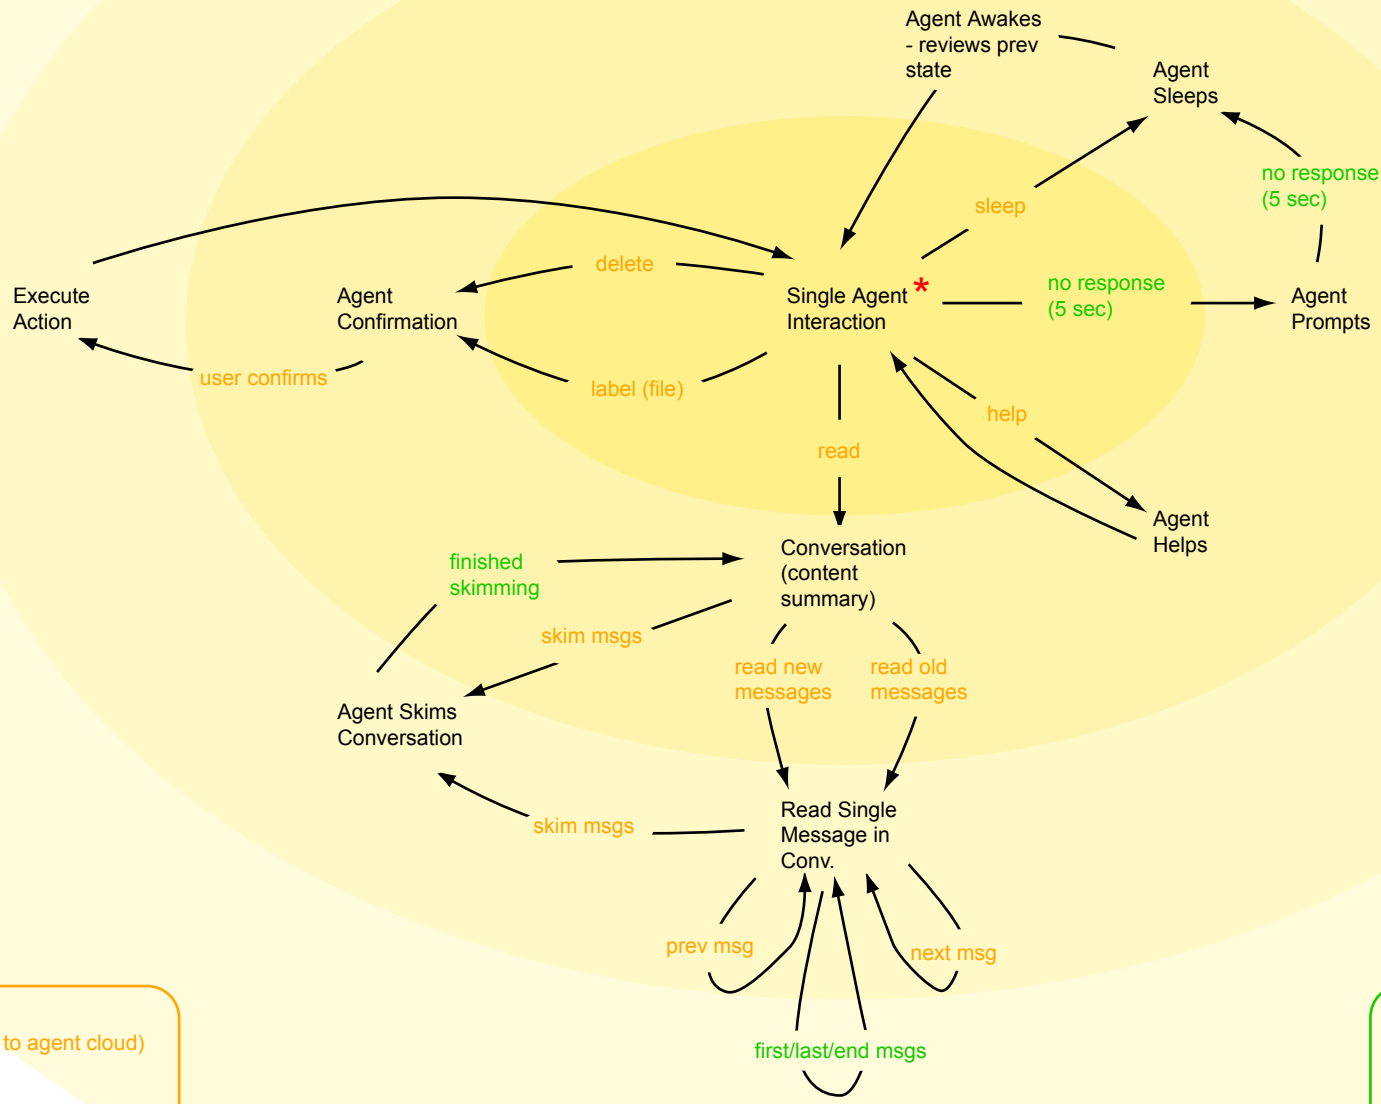 Agent Awakes
- reviews prev
state
Agent
Sleeps
no response
(5 sec)
sleep
delete
Execute
Action
Agent
Confirmation
Single Agent *
Interaction
no response
(5 sec)
Agent
Prompts
user confirms
label (file)
help
read
Agent
Helps
finished
skimming
Conversation
(content
summary)
skim msgs
read new
messages
read old
messages
Agent Skims
Conversation
skim msgs
Read Single
Message in
Conv.
prev msg
next msg
first/last/end msgs
to agent cloud)